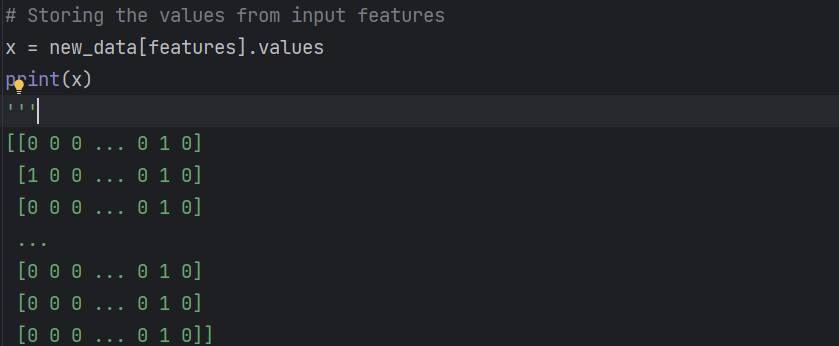 # Storing the values from input features
x = new_data[features].values
print(x)
'''
[[0 0 0 ... 0 1 0]
 [1 0 0 ... 0 1 0]
 [0 0 0 ... 0 1 0]
 ...
 [0 0 0 ... 0 1 0]
 [0 0 0 ... 0 1 0]
 [0 0 0 ... 0 1 0]]